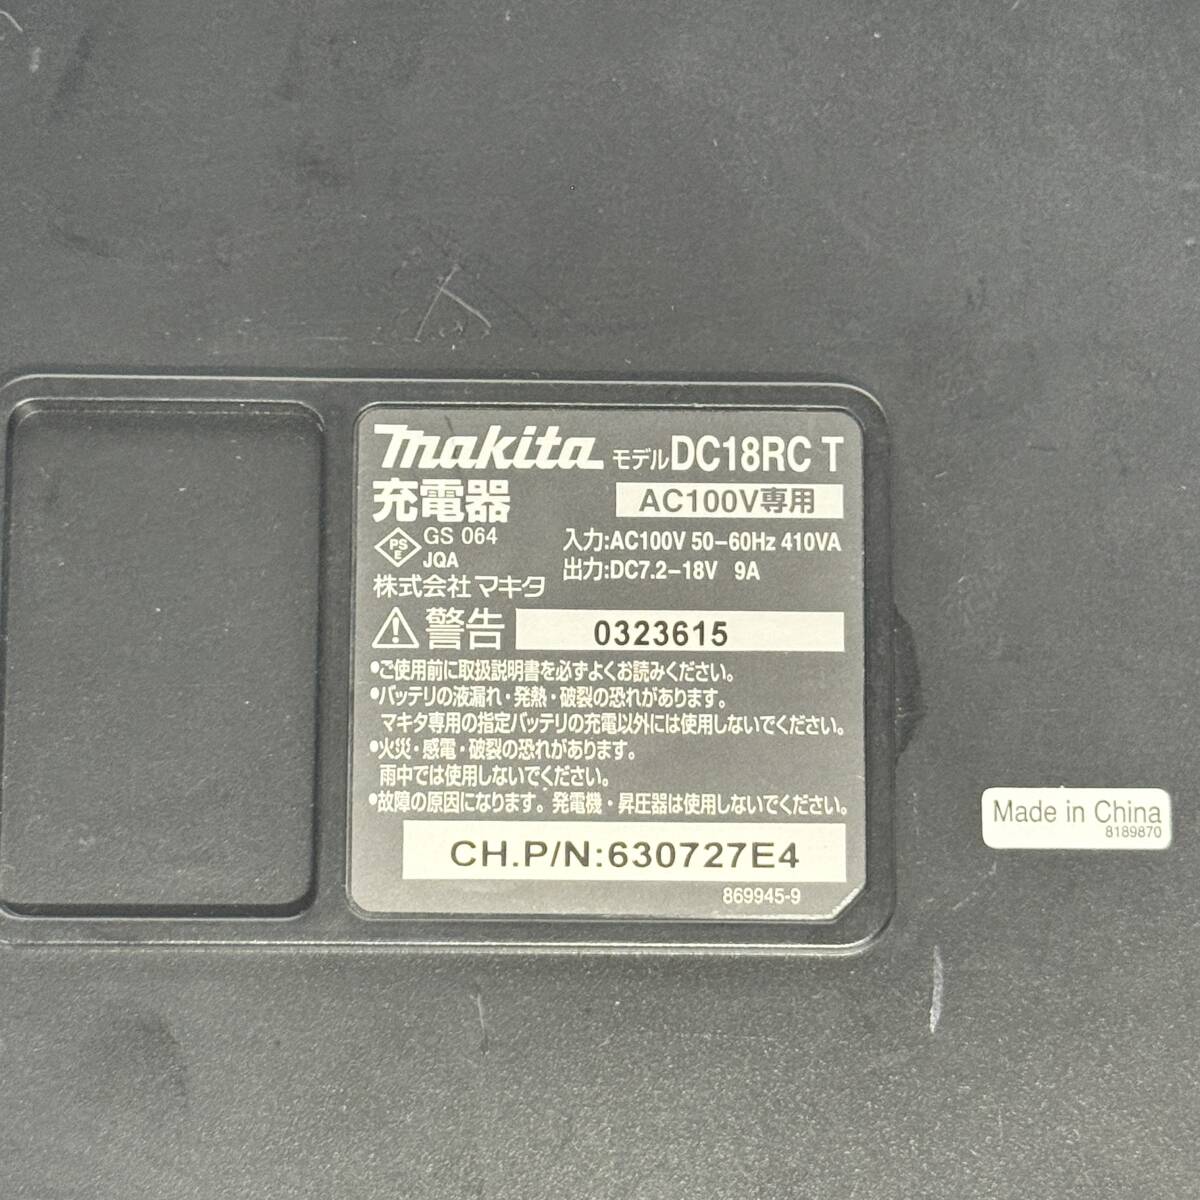 makita モデル DC18RC T
充電器 AC100V専用
PSE GS 064 入力:AC100V 50-60Hz 410VA
JQA 出力:DC7.2-18V 9A
株式会社 マキタ
警告 0323615
•ご使用前に取扱説明書を必ずよくお読みください。
•バッテリの液漏れ・発熱・破裂の恐れがあります。
マキタ専用の指定バッテリの充電以外には使用しないでください。
•火災・感電・破裂の恐れがあります。
雨中では使用しないでください。
•故障の原因になります。発電機・昇圧器は使用しないでください。
CH.P/N:630727E4
869945-9
Made in China
8189870